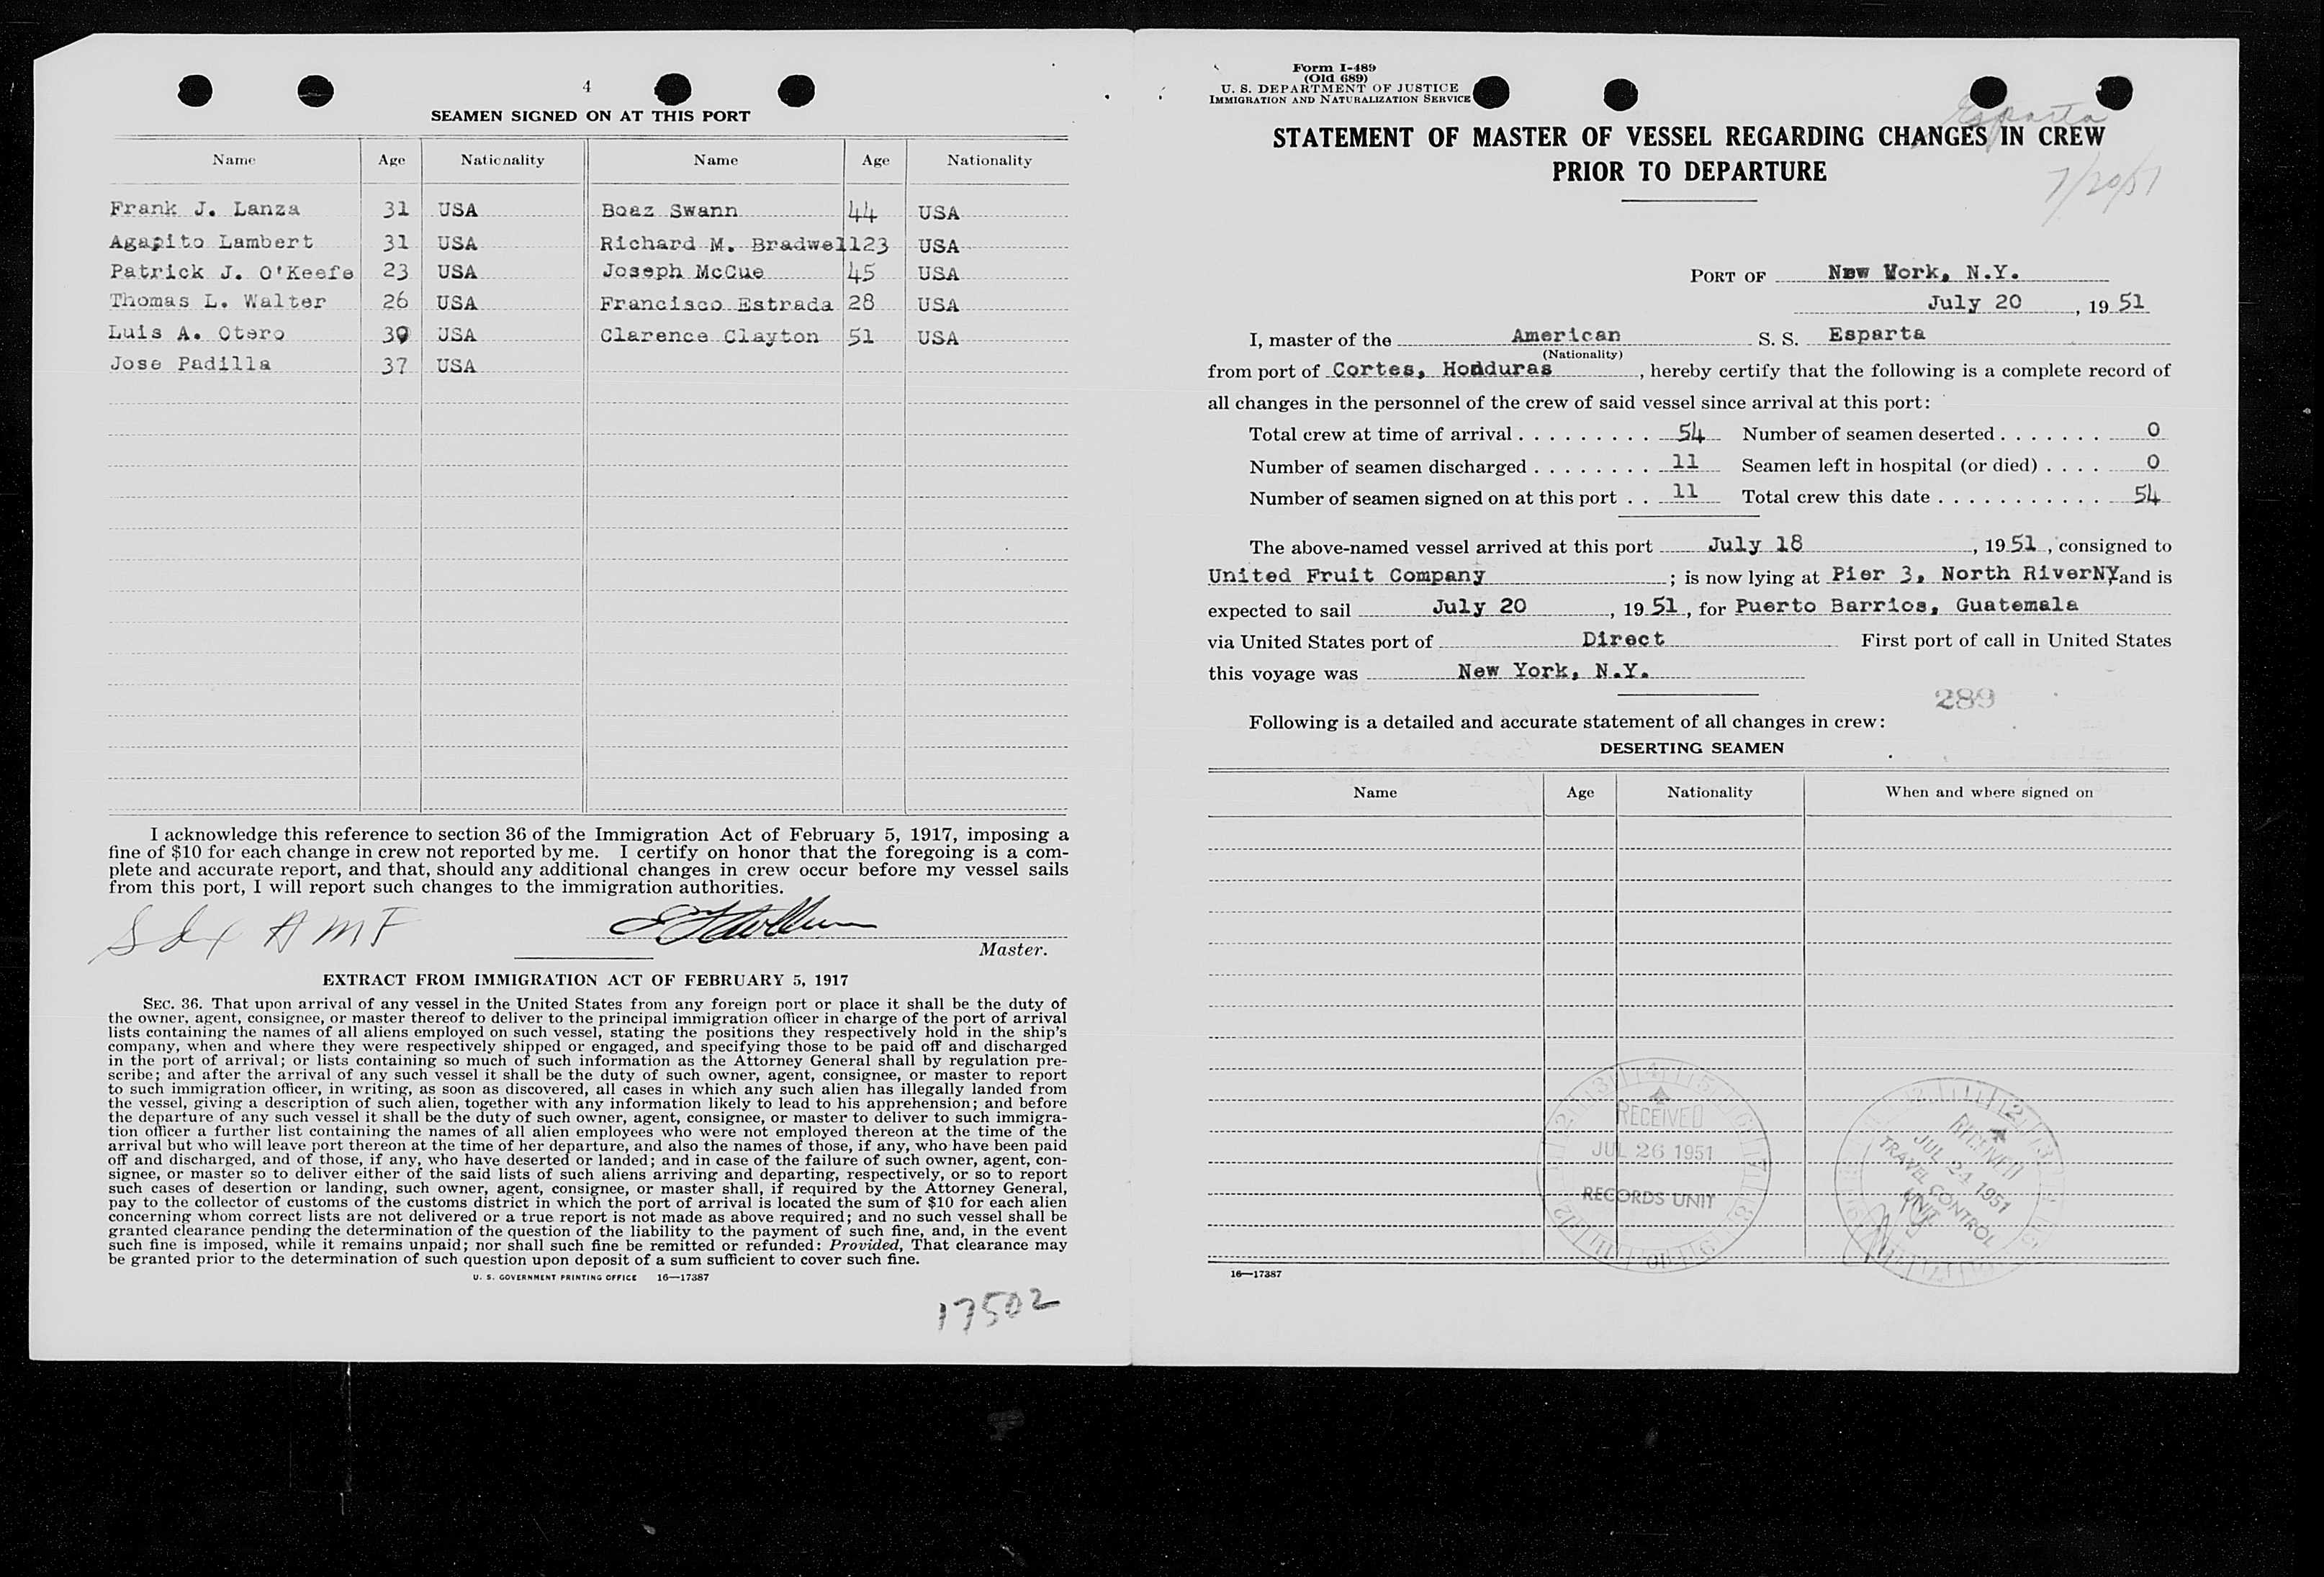 4
SEAMEN SIGNED ON AT THIS PORT
Name Age Nationality Name Age Nationality
Frank J. Lanza 31 USA Boaz Swann 44 USA
Agapito Lambert 31 USA Richard M. Bradwell 23 USA
Patrick J. O'Keefe 23 USA Joseph McCue 45 USA
Thomas L. Walter 26 USA Francisco Estrada 28 USA
Luis A. Otero 39 USA Clarence Clayton 51 USA
Jose Padilla 37 USA
I acknowledge this reference to section 36 of the Immigration Act of February 5, 1917, imposing a
fine of $10 for each change in crew not reported by me. I certify on honor that the foregoing is a com-
plete and accurate report, and that, should any additional changes in crew occur before my vessel sails
from this port, I will report such changes to the immigration authorities.
AMF
Master.
EXTRACT FROM IMMIGRATION ACT OF FEBRUARY 5, 1917
SEC. 36. That upon arrival of any vessel in the United States from any foreign port or place it shall be the duty of
the owner, agent, consignee, or master thereof to deliver to the principal immigration officer in charge of the port of arrival
lists containing the names of all aliens employed on such vessel, stating the positions they respectively hold in the ship's
company, when and where they were respectively shipped or engaged, and specifying those to be paid off and discharged
in the port of arrival; or lists containing so much of such information as the Attorney General shall by regulation pre-
scribe; and after the arrival of any such vessel it shall be the duty of such owner, agent, consignee, or master to report
to such immigration officer, in writing, as soon as discovered, all cases in which any such alien has illegally landed from
the vessel, giving a description of such alien, together with any information likely to lead to his apprehension; and before
the departure of any such vessel it shall be the duty of such owner, agent, consignee, or master to deliver to such immigra-
tion officer a further list containing the names of all alien employees who were not employed thereon at the time of the
arrival but who will leave port thereon at the time of her departure, and also the names of those, if any, who have been paid
off and discharged, and of those, if any, who have deserted or landed; and in case of the failure of such owner, agent, con-
signee, or master so to deliver either of the said lists of such aliens arriving and departing, respectively, or so to report
such cases of desertion or landing, such owner, agent, consignee, or master shall, if required by the Attorney General,
pay to the collector of customs of the customs district in which the port of arrival is located the sum of $10 for each alien
concerning whom correct lists are not delivered or a true report is not made as above required; and no such vessel shall be
granted clearance pending the determination of the question of the liability to the payment of such fine, and, in the event
such fine is imposed, while it remains unpaid; nor shall such fine be remitted or refunded: Provided, That clearance may
be granted prior to the determination of such question upon deposit of a sum sufficient to cover such fine.
U. S. GOVERNMENT PRINTING OFFICE 16—17387
17502
Form I-489
(Old 689)
U. S. DEPARTMENT OF JUSTICE
IMMIGRATION AND NATURALIZATION SERVICE
Esparta
7/20/51
STATEMENT OF MASTER OF VESSEL REGARDING CHANGES IN CREW
PRIOR TO DEPARTURE
PORT OF New York, N.Y.
July 20, 1951
I, master of the American S. S. Esparta
(Nationality)
from port of Cortes, Honduras, hereby certify that the following is a complete record of
all changes in the personnel of the crew of said vessel since arrival at this port:
Total crew at time of arrival . . . . . . . . . 54 Number of seamen deserted . . . . . . . 0
Number of seamen discharged . . . . . . . . 11 Seamen left in hospital (or died) . . . . 0
Number of seamen signed on at this port . . 11 Total crew this date . . . . . . . . . . . 54
The above-named vessel arrived at this port July 18, 1951, consigned to
United Fruit Company; is now lying at Pier 3, North RiverNY and is
expected to sail July 20, 1951, for Puerto Barrios, Guatemala
via United States port of Direct First port of call in United States
this voyage was New York, N.Y.
289
Following is a detailed and accurate statement of all changes in crew:
DESERTING SEAMEN
Name Age Nationality When and where signed on
RECEIVED
JUL 26 1951
RECORDS UNIT
RECEIVED
JUL 24 1951
TRAVEL CONTROL
UNIT
16—17387